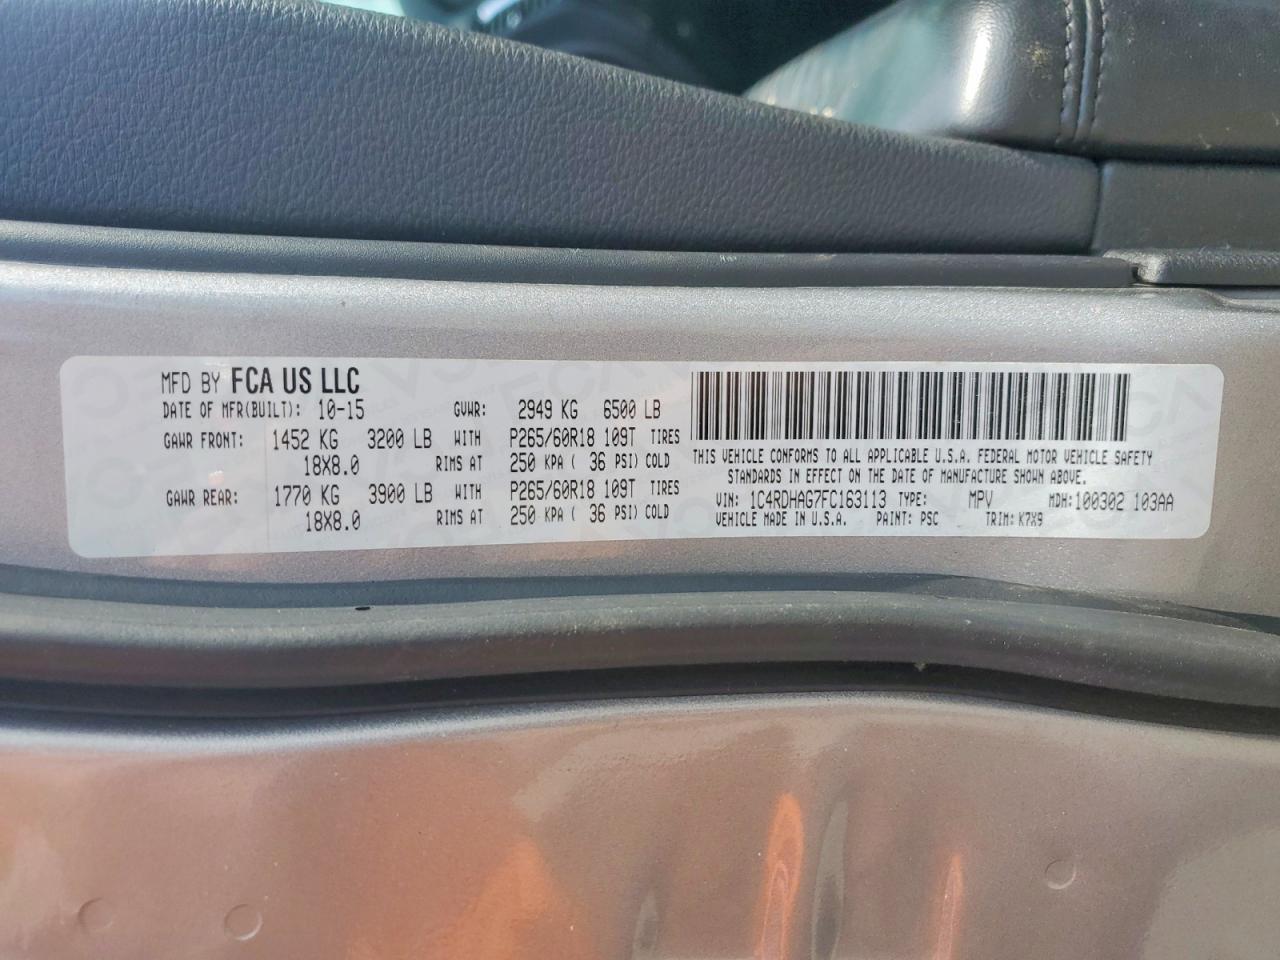 MFD BY FCA US LLC
DATE OF MFR(BUILT): 10-15 GVWR: 2949 KG 6500 LB
GAWR FRONT: 1452 KG 3200 LB WITH P265/60R18 109T TIRES
18X8.0 RIMS AT 250 KPA ( 36 PSI) COLD
GAWR REAR: 1770 KG 3900 LB WITH P265/60R18 109T TIRES
18X8.0 RIMS AT 250 KPA ( 36 PSI) COLD
THIS VEHICLE CONFORMS TO ALL APPLICABLE U.S.A. FEDERAL MOTOR VEHICLE SAFETY
STANDARDS IN EFFECT ON THE DATE OF MANUFACTURE SHOWN ABOVE.
VIN: 1C4RDHAG7FC163113 TYPE: MPV MDH:100302 103AA
VEHICLE MADE IN U.S.A. PAINT: PSC TRIM: K7X9